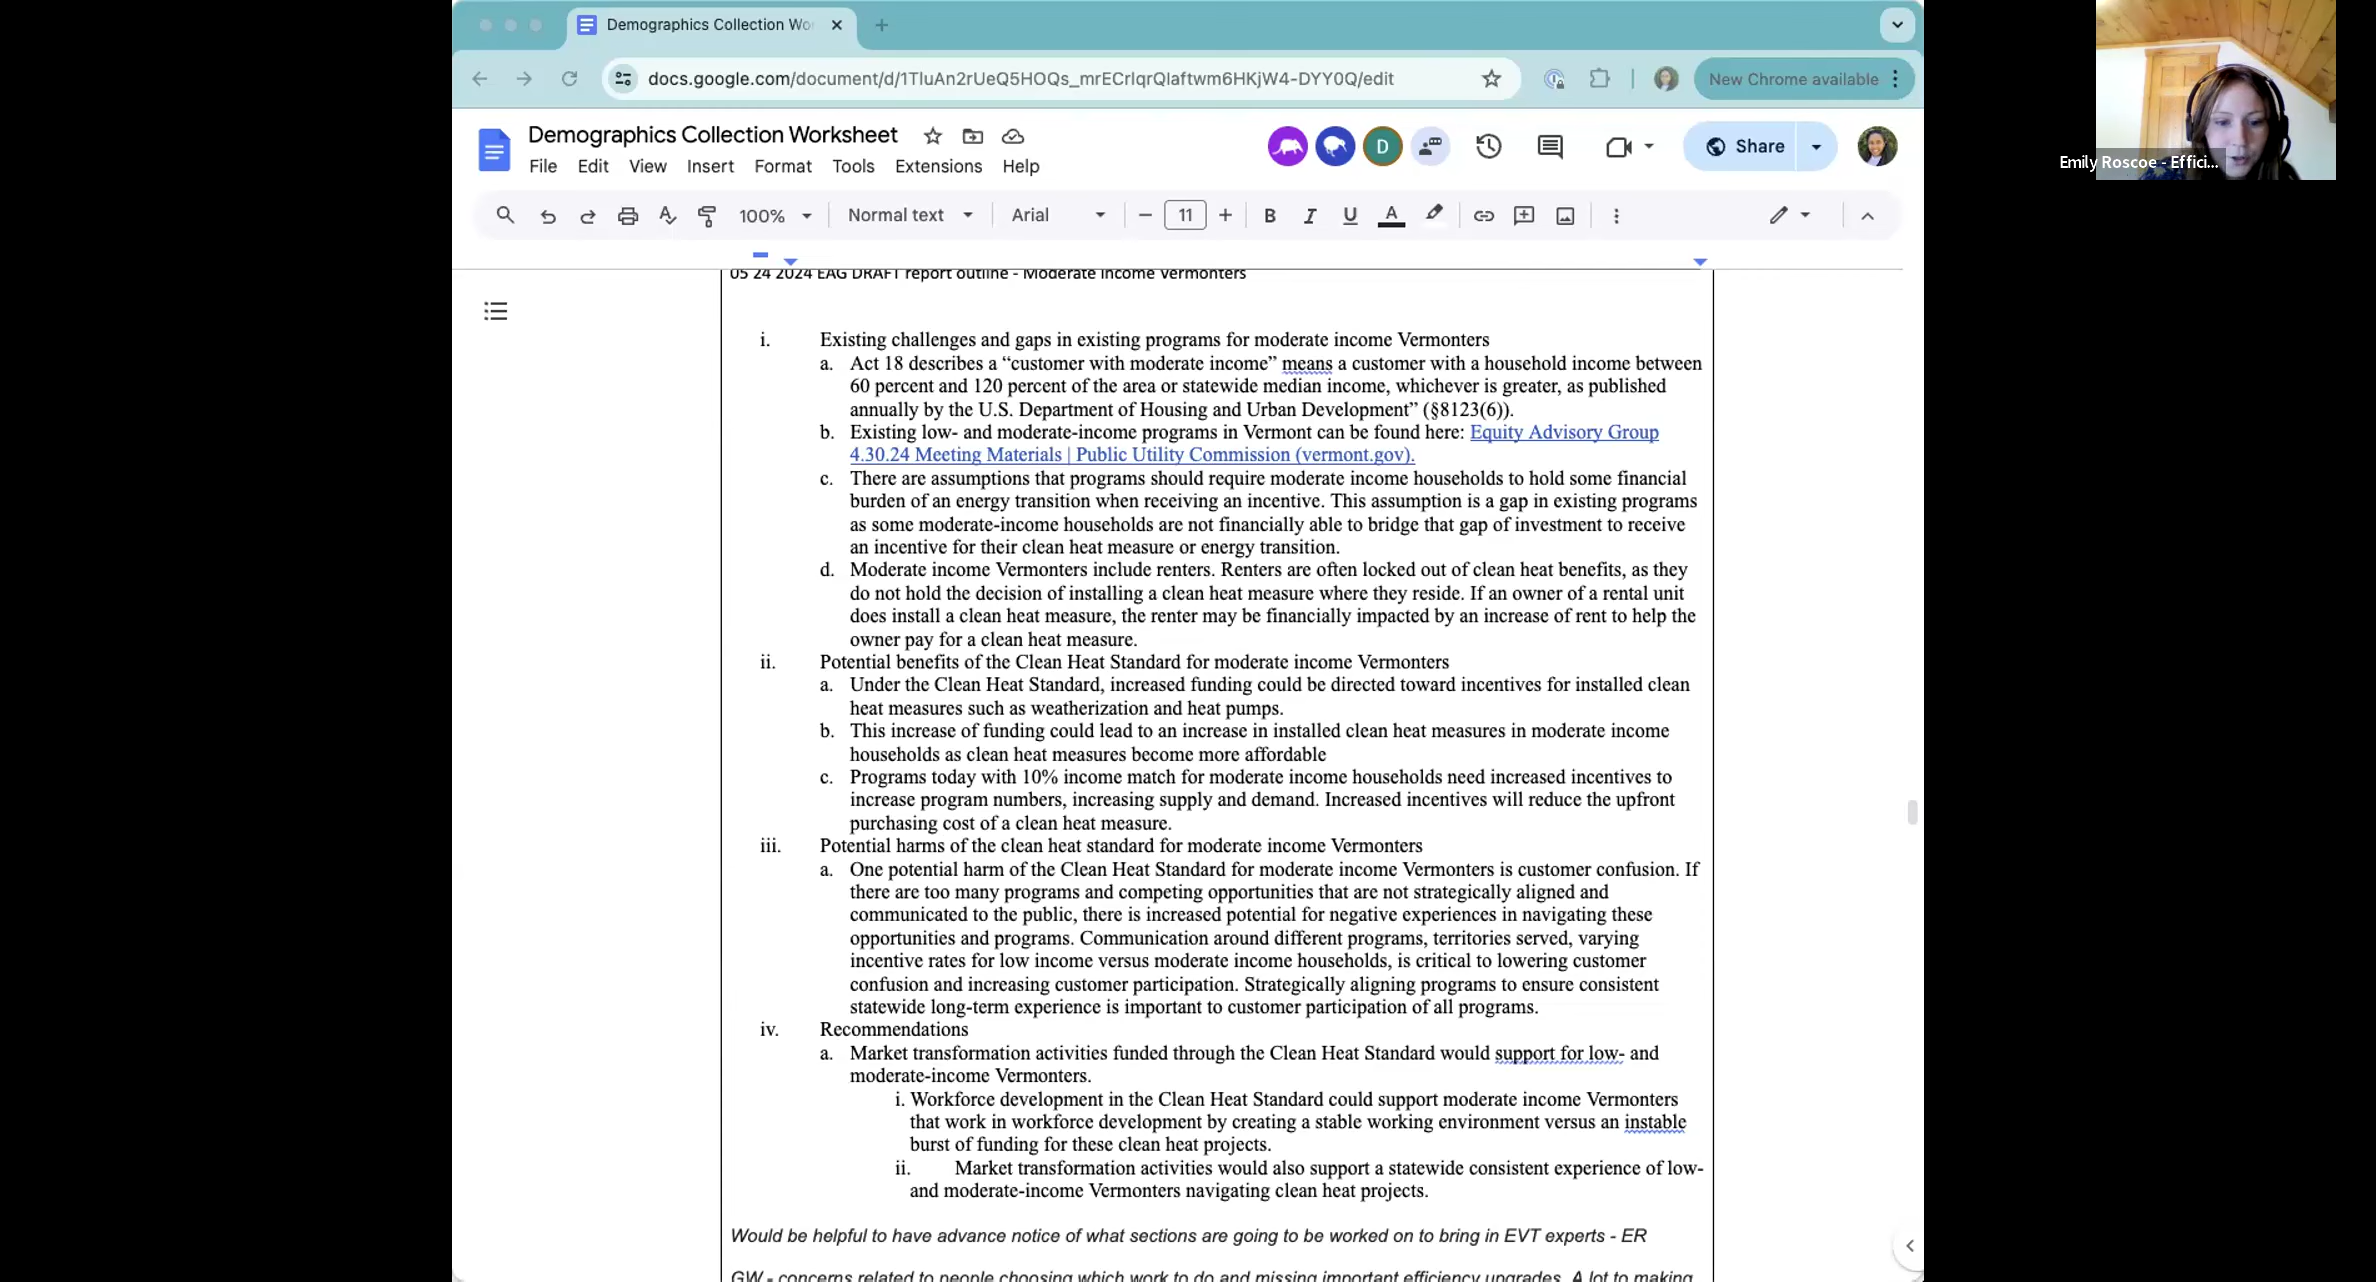 Demographics Collection Wo
docs.google.com/document/d/1TluAn2rUeQ5HOQs_mrECrlqrQlaftwm6HKjW4-DYY0Q/edit
New Chrome available
Demographics Collection Worksheet
File Edit View Insert Format Tools Extensions Help
D
Share
100% Normal text Arial 11 B I U A
05 24 2024 EAG DRAFT report outline - Moderate Income Vermonters
i. Existing challenges and gaps in existing programs for moderate income Vermonters
a. Act 18 describes a “customer with moderate income” means a customer with a household income between
60 percent and 120 percent of the area or statewide median income, whichever is greater, as published
annually by the U.S. Department of Housing and Urban Development” (§8123(6)).
b. Existing low- and moderate-income programs in Vermont can be found here: Equity Advisory Group
4.30.24 Meeting Materials | Public Utility Commission (vermont.gov).
c. There are assumptions that programs should require moderate income households to hold some financial
burden of an energy transition when receiving an incentive. This assumption is a gap in existing programs
as some moderate-income households are not financially able to bridge that gap of investment to receive
an incentive for their clean heat measure or energy transition.
d. Moderate income Vermonters include renters. Renters are often locked out of clean heat benefits, as they
do not hold the decision of installing a clean heat measure where they reside. If an owner of a rental unit
does install a clean heat measure, the renter may be financially impacted by an increase of rent to help the
owner pay for a clean heat measure.
ii. Potential benefits of the Clean Heat Standard for moderate income Vermonters
a. Under the Clean Heat Standard, increased funding could be directed toward incentives for installed clean
heat measures such as weatherization and heat pumps.
b. This increase of funding could lead to an increase in installed clean heat measures in moderate income
households as clean heat measures become more affordable
c. Programs today with 10% income match for moderate income households need increased incentives to
increase program numbers, increasing supply and demand. Increased incentives will reduce the upfront
purchasing cost of a clean heat measure.
iii. Potential harms of the clean heat standard for moderate income Vermonters
a. One potential harm of the Clean Heat Standard for moderate income Vermonters is customer confusion. If
there are too many programs and competing opportunities that are not strategically aligned and
communicated to the public, there is increased potential for negative experiences in navigating these
opportunities and programs. Communication around different programs, territories served, varying
incentive rates for low income versus moderate income households, is critical to lowering customer
confusion and increasing customer participation. Strategically aligning programs to ensure consistent
statewide long-term experience is important to customer participation of all programs.
iv. Recommendations
a. Market transformation activities funded through the Clean Heat Standard would support for low- and
moderate-income Vermonters.
i. Workforce development in the Clean Heat Standard could support moderate income Vermonters
that work in workforce development by creating a stable working environment versus an instable
burst of funding for these clean heat projects.
ii. Market transformation activities would also support a statewide consistent experience of low-
and moderate-income Vermonters navigating clean heat projects.
Would be helpful to have advance notice of what sections are going to be worked on to bring in EVT experts - ER
GW - concerns related to people choosing which work to do and missing important efficiency upgrades. A lot to making
Emily Roscoe - Effici...